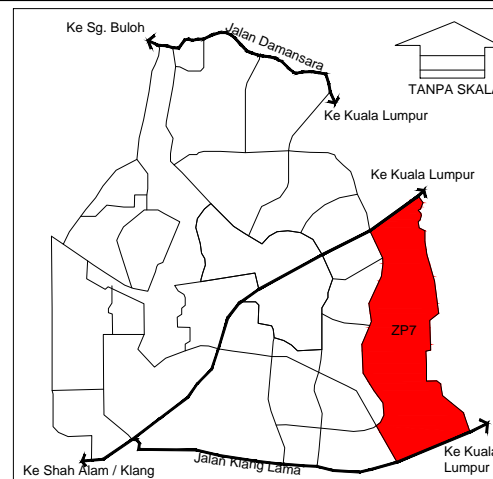 Ke Sg. Buloh
Jalan Damansara
TANPA SKALA
Ke Kuala Lumpur
Ke Kuala Lumpur
ZP7
Ke Kuala
Lumpur
Jalan Klang Lama
Ke Shah Alam / Klang